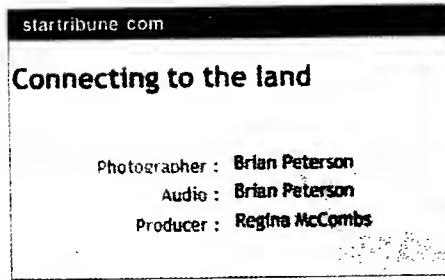 startribune com
Connecting to the land
Photographer : Brian Peterson
Audio : Brian Peterson
Producer : Regina McCombs